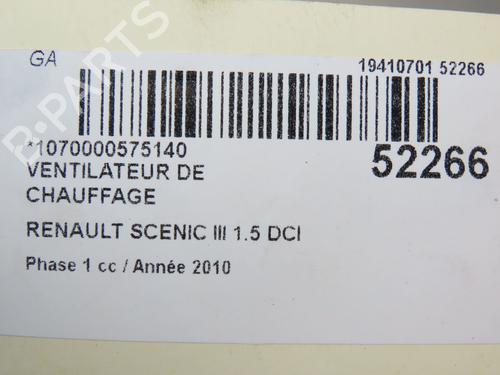 GA
19410701 52266
*1070000575140
52266
VENTILATEUR DE
CHAUFFAGE
RENAULT SCENIC III 1.5 DCI
Phase 1 cc / Année 2010
B-PARTS